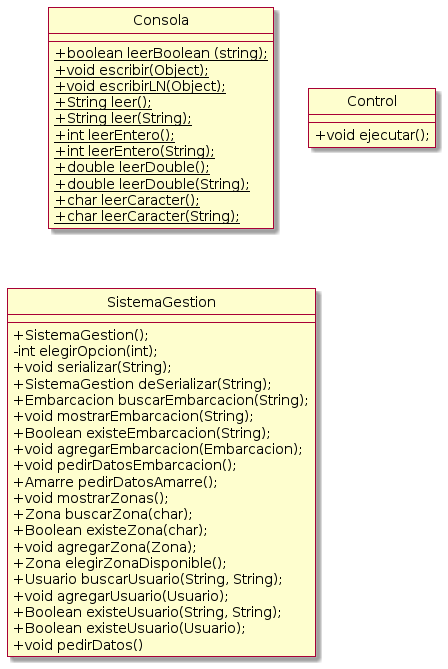 Consola
+boolean leerBoolean (string);
+void escribir(Object);
+void escribirLN(Object);
+String leer();
+String leer(String);
+int leerEntero();
+int leerEntero(String);
+double leerDouble();
+double leerDouble(String);
+char leerCaracter();
+char leerCaracter(String);
Control
+void ejecutar();
SistemaGestion
+SistemaGestion();
-int elegirOpcion(int);
+void serializar(String);
+SistemaGestion deSerializar(String);
+Embarcacion buscarEmbarcacion(String);
+void mostrarEmbarcacion(String);
+Boolean existeEmbarcacion(String);
+void agregarEmbarcacion(Embarcacion);
+void pedirDatosEmbarcacion();
+Amarre pedirDatosAmarre();
+void mostrarZonas();
+Zona buscarZona(char);
+Boolean existeZona(char);
+void agregarZona(Zona);
+Zona elegirZonaDisponible();
+Usuario buscarUsuario(String, String);
+void agregarUsuario(Usuario);
+Boolean existeUsuario(String, String);
+Boolean existeUsuario(Usuario);
+void pedirDatos()